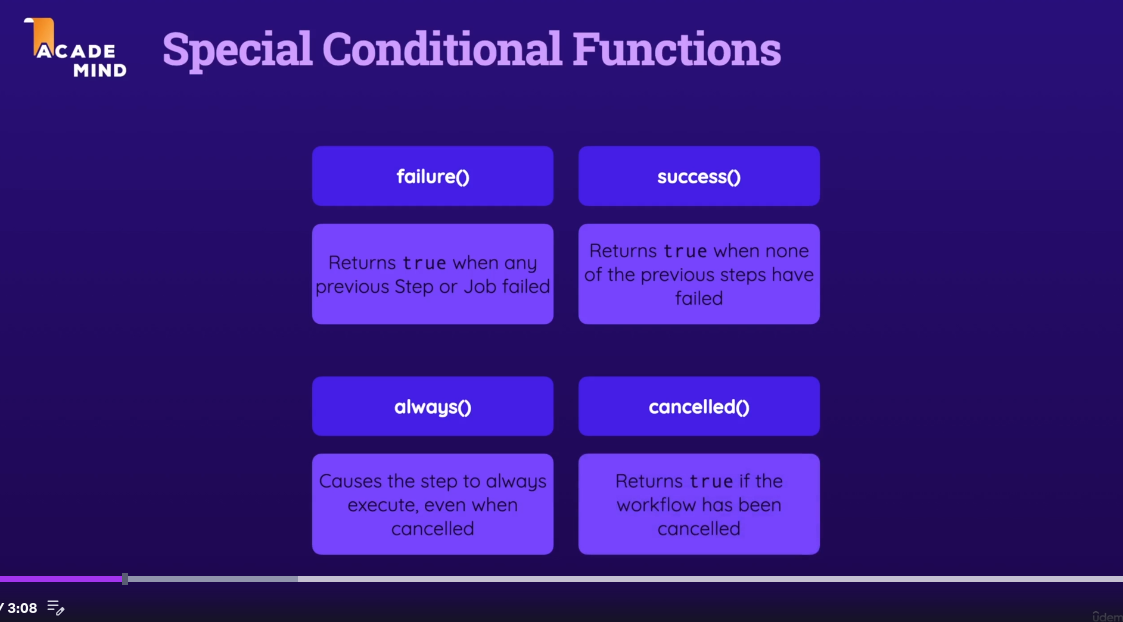 ACADE
MIND
Special Conditional Functions
failure()
success()
Returns true when any
previous Step or Job failed
Returns true when none
of the previous steps have
failed
always()
cancelled()
Causes the step to always
execute, even when
cancelled
Returns true if the
workflow has been
cancelled
/ 3:08